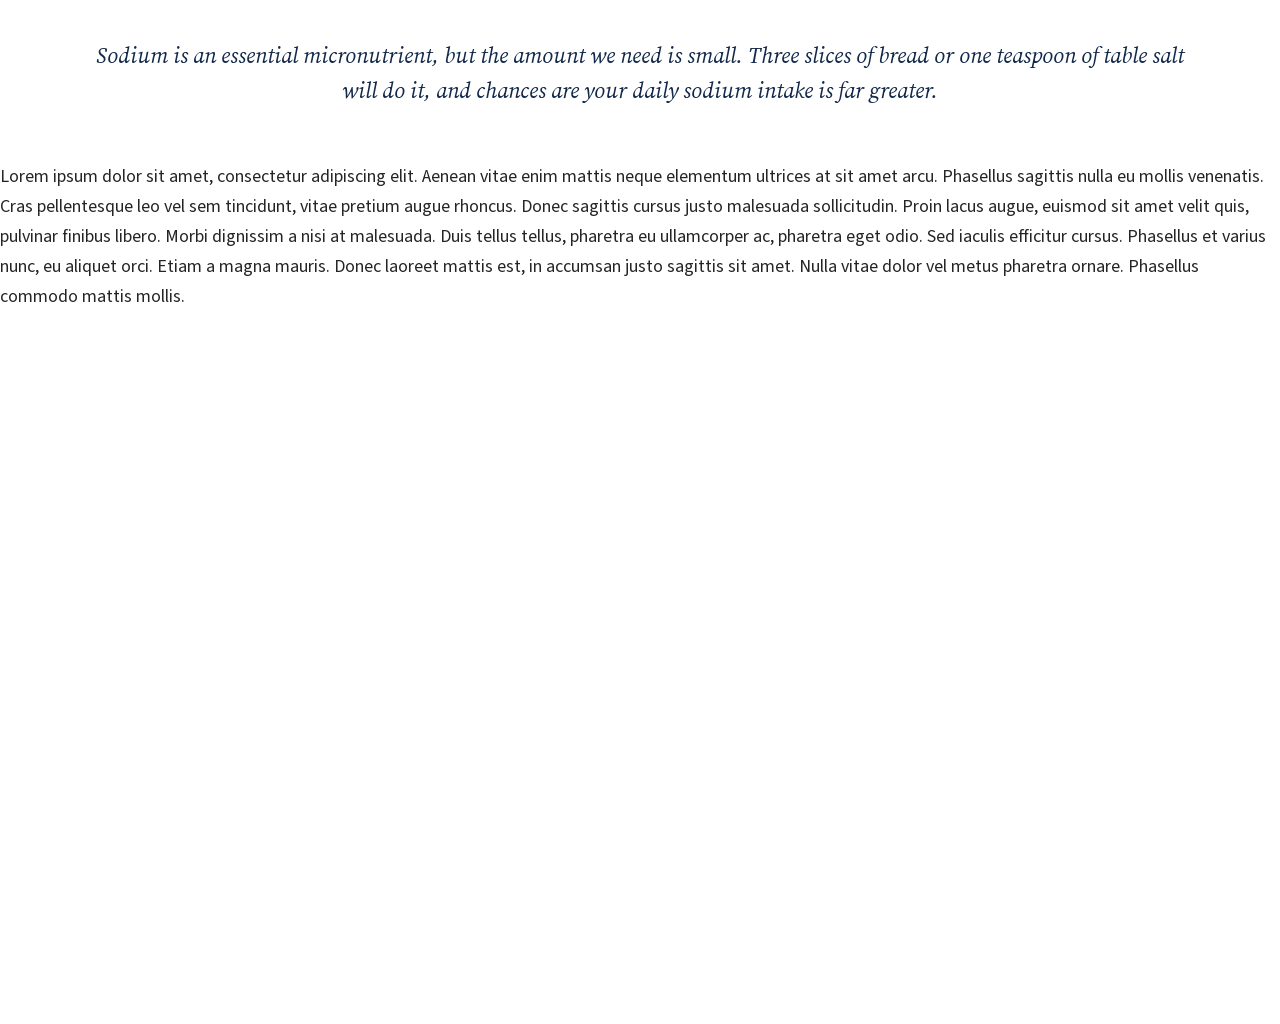 Sodium is an essential micronutrient, but the amount we need is small. Three slices of bread or one teaspoon of table salt
will do it, and chances are your daily sodium intake is far greater.
Lorem ipsum dolor sit amet, consectetur adipiscing elit. Aenean vitae enim mattis neque elementum ultrices at sit amet arcu. Phasellus sagittis nulla eu mollis venenatis.
Cras pellentesque leo vel sem tincidunt, vitae pretium augue rhoncus. Donec sagittis cursus justo malesuada sollicitudin. Proin lacus augue, euismod sit amet velit quis,
pulvinar finibus libero. Morbi dignissim a nisi at malesuada. Duis tellus tellus, pharetra eu ullamcorper ac, pharetra eget odio. Sed iaculis efficitur cursus. Phasellus et varius
nunc, eu aliquet orci. Etiam a magna mauris. Donec laoreet mattis est, in accumsan justo sagittis sit amet. Nulla vitae dolor vel metus pharetra ornare. Phasellus
commodo mattis mollis.